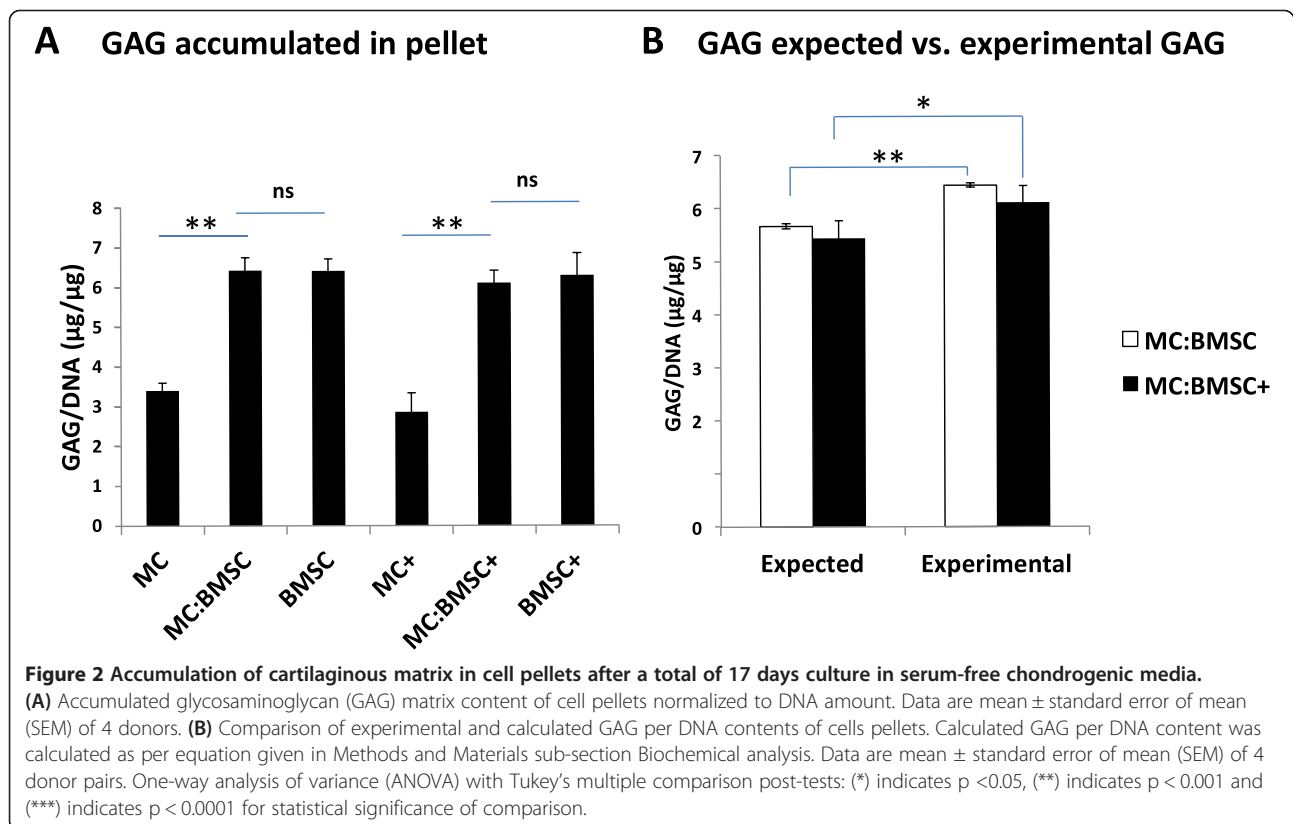 A GAG accumulated in pellet
B GAG expected vs. experimental GAG
GAG/DNA (µg/µg)
8
7
6
5
4
3
2
1
0
**
ns
**
ns
MC
MC:BMSC
BMSC
MC+
MC:BMSC+
BMSC+
GAG/DNA (µg/µg)
7
6
5
4
3
2
0
**
*
Expected
Experimental
MC:BMSC
MC:BMSC+
Figure 2 Accumulation of cartilaginous matrix in cell pellets after a total of 17 days culture in serum-free chondrogenic media.
(A) Accumulated glycosaminoglycan (GAG) matrix content of cell pellets normalized to DNA amount. Data are mean ± standard error of mean
(SEM) of 4 donors. (B) Comparison of experimental and calculated GAG per DNA contents of cells pellets. Calculated GAG per DNA content was
calculated as per equation given in Methods and Materials sub-section Biochemical analysis. Data are mean ± standard error of mean (SEM) of 4
donor pairs. One-way analysis of variance (ANOVA) with Tukey's multiple comparison post-tests: (*) indicates p <0.05, (**) indicates p < 0.001 and
(***) indicates p < 0.0001 for statistical significance of comparison.